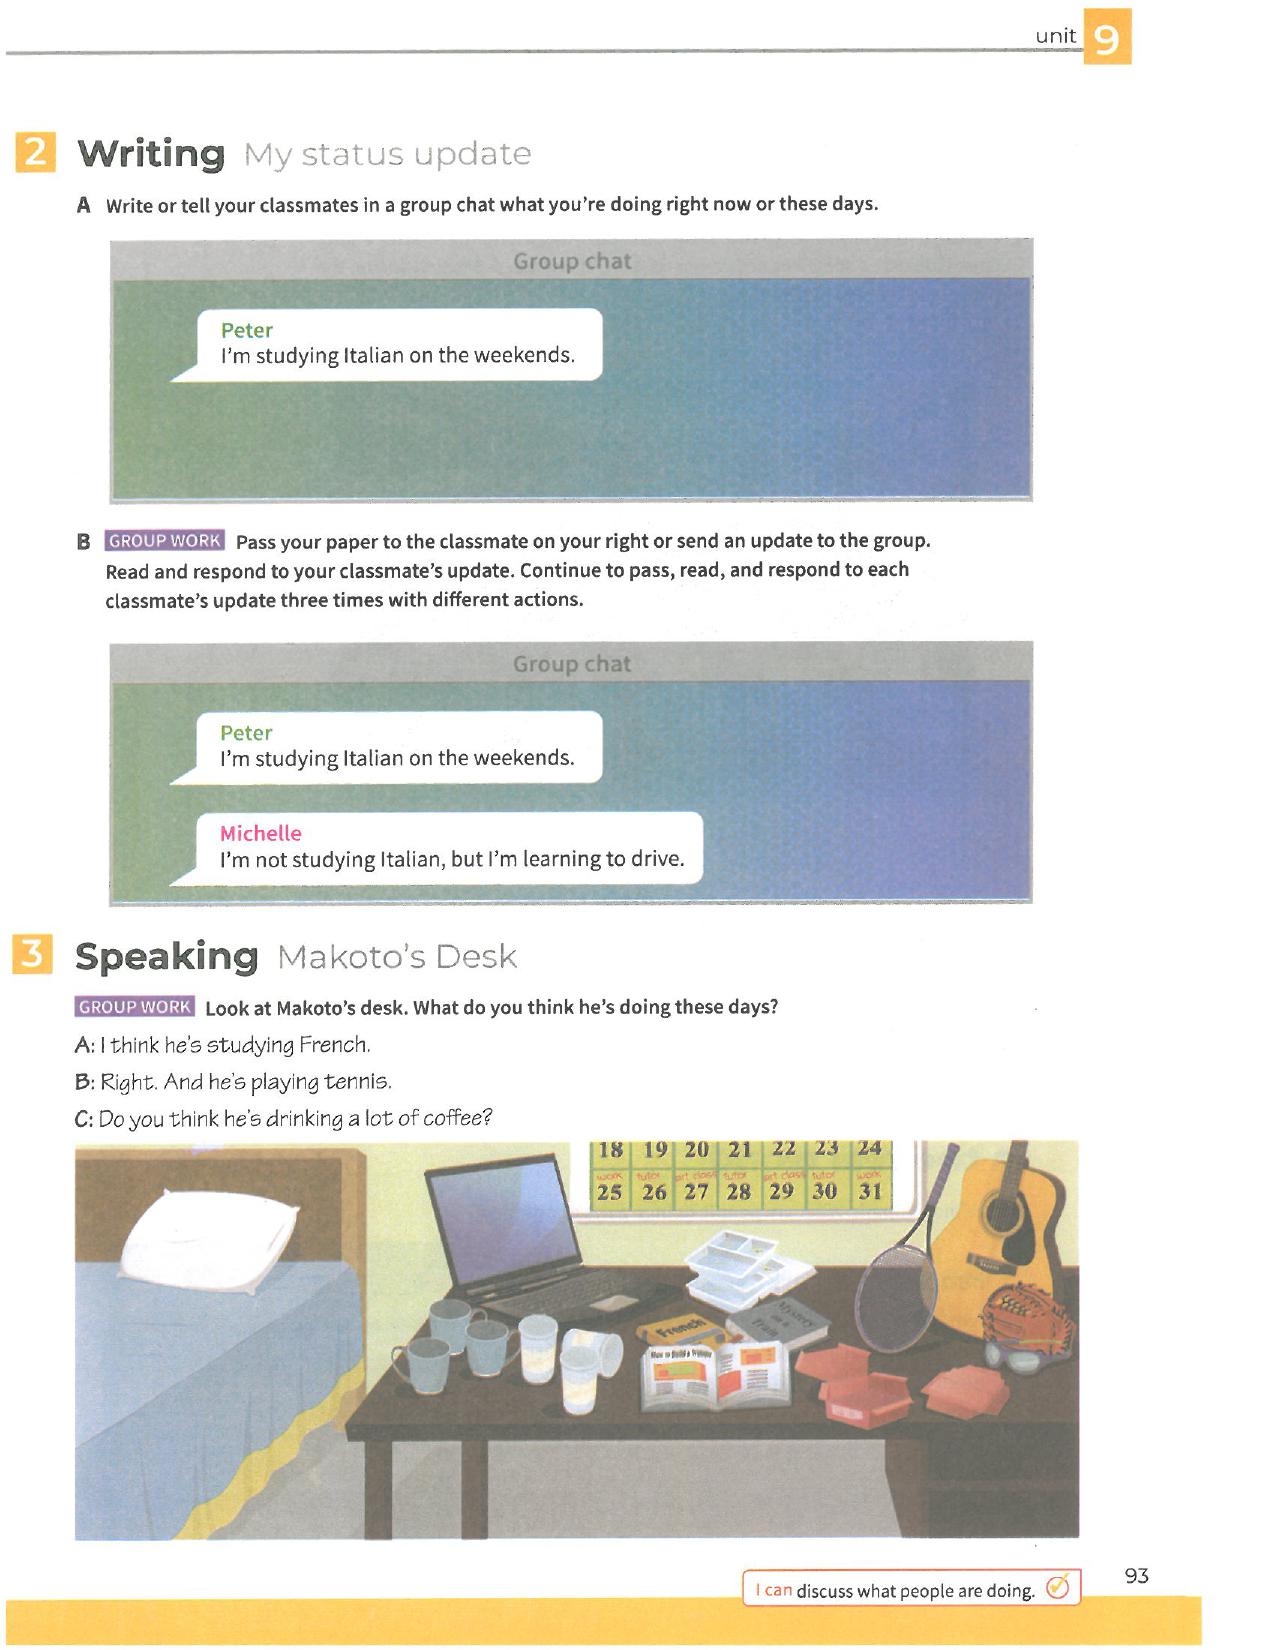 unit 9
2 Writing My status update
A Write or tell your classmates in a group chat what you're doing right now or these days.
Group chat
Peter
I'm studying Italian on the weekends.
B GROUP WORK Pass your paper to the classmate on your right or send an update to the group.
Read and respond to your classmate's update. Continue to pass, read, and respond to each
classmate's update three times with different actions.
Group chat
Peter
I'm studying Italian on the weekends.
Michelle
I'm not studying Italian, but I'm learning to drive.
3 Speaking Makoto's Desk
GROUP WORK Look at Makoto's desk. What do you think he's doing these days?
A: I think he's studying French.
B: Right. And he's playing tennis.
C: Do you think he's drinking a lot of coffee?
18 19 20 21 22 23 24
work tutor art class tutor art class tutor work
25 26 27 28 29 30 31
French
Mystery
on a
Train
How to Build a Website
I can discuss what people are doing.
93